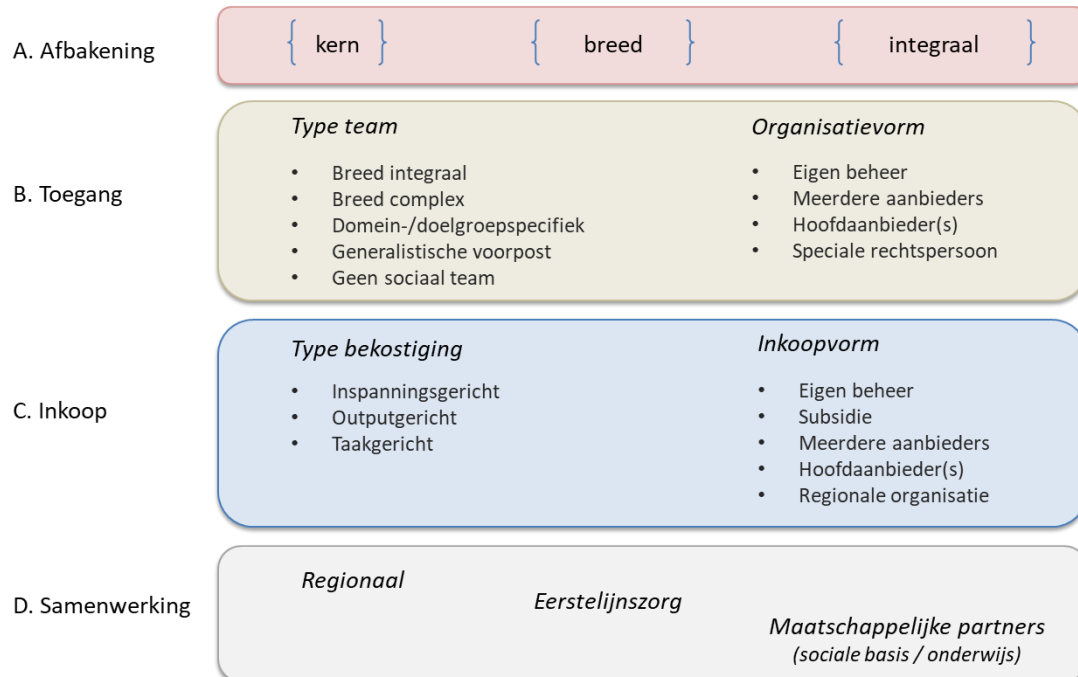 A. Afbakening
{ kern }
{ breed }
{ integraal }
B. Toegang
Type team
• Breed integraal
• Breed complex
• Domein-/doelgroepspecifiek
• Generalistische voorpost
• Geen sociaal team
Organisatievorm
• Eigen beheer
• Meerdere aanbieders
• Hoofdaanbieder(s)
• Speciale rechtspersoon
C. Inkoop
Type bekostiging
• Inspanningsgericht
• Outputgericht
• Taakgericht
Inkoopvorm
• Eigen beheer
• Subsidie
• Meerdere aanbieders
• Hoofdaanbieder(s)
• Regionale organisatie
D. Samenwerking
Regionaal
Eerstelijnszorg
Maatschappelijke partners
(sociale basis / onderwijs)